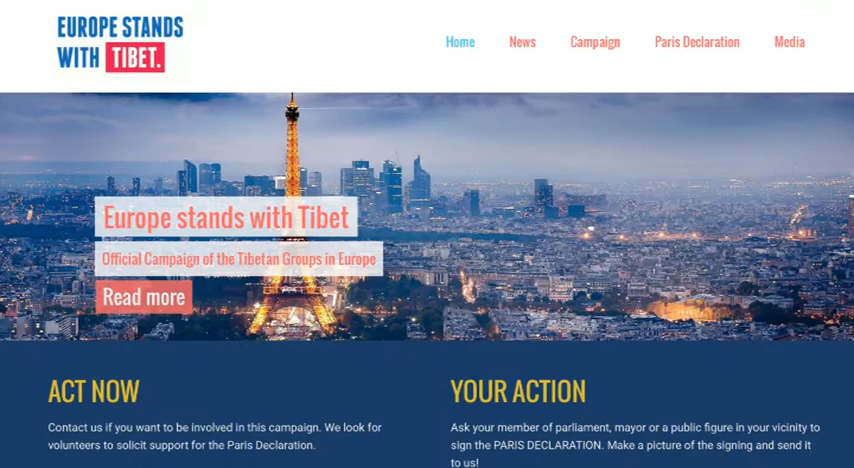 EUROPE STANDS
WITH TIBET.
Home News Campaign Paris Declaration Media
Europe stands with Tibet
Official Campaign of the Tibetan Groups in Europe
Read more
ACT NOW
Contact us if you want to be involved in this campaign. We look for
volunteers to solicit support for the Paris Declaration.
YOUR ACTION
Ask your member of parliament, mayor or a public figure in your vicinity to
sign the PARIS DECLARATION. Make a picture of the signing and send it
to us!